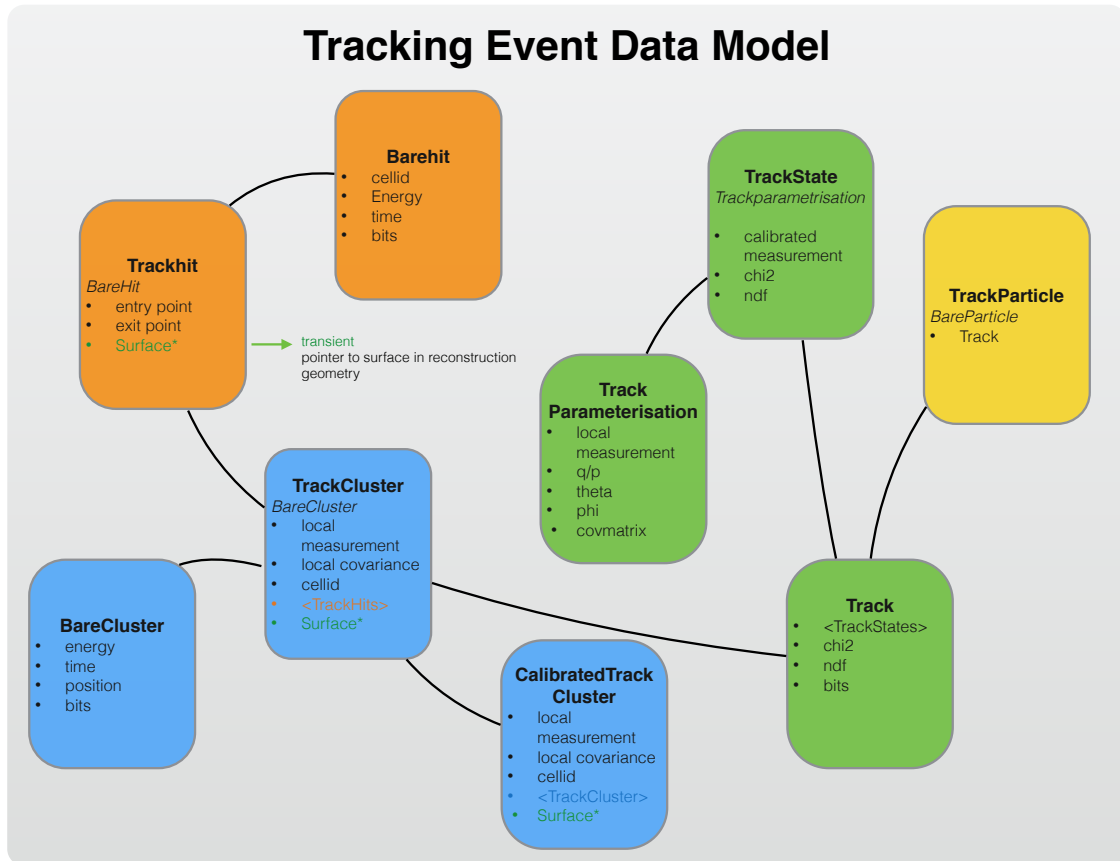 Tracking Event Data Model
Barehit
• cellid
• Energy
• time
• bits
Trackhit
BareHit
• entry point
• exit point
• Surface*
transient
pointer to surface in reconstruction
geometry
TrackState
Trackparametrisation
• calibrated
measurement
• chi2
• ndf
TrackParticle
BareParticle
• Track
Track
Parameterisation
• local
measurement
• q/p
• theta
• phi
• covmatrix
TrackCluster
BareCluster
• local
measurement
• local covariance
• cellid
• <TrackHits>
• Surface*
BareCluster
• energy
• time
• position
• bits
CalibratedTrack
Cluster
• local
measurement
• local covariance
• cellid
• <TrackCluster>
• Surface*
Track
• <TrackStates>
• chi2
• ndf
• bits